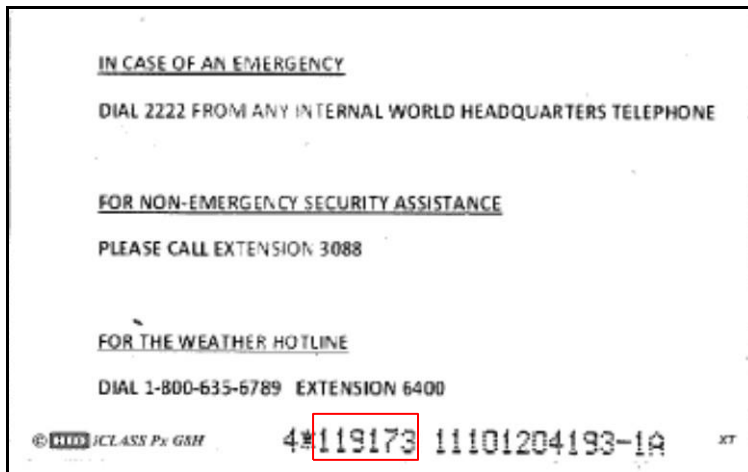 IN CASE OF AN EMERGENCY
DIAL 2222 FROM ANY INTERNAL WORLD HEADQUARTERS TELEPHONE
FOR NON-EMERGENCY SECURITY ASSISTANCE
PLEASE CALL EXTENSION 3088
FOR THE WEATHER HOTLINE
DIAL 1-800-635-6789 EXTENSION 6400
© HID iCLASS Px G8H 4*119173 11101204193-1A XT